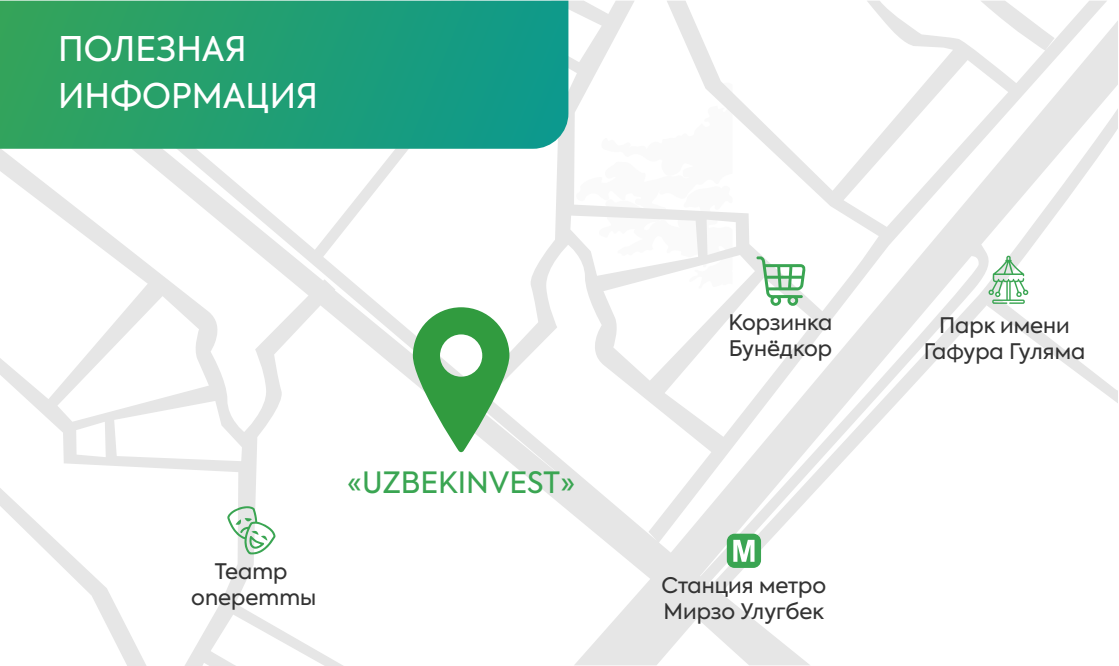 ПОЛЕЗНАЯ
ИНФОРМАЦИЯ
Корзинка
Бунёдкор
Парк имени
Гафура Гуляма
«UZBEKINVEST»
Театр
оперетты
M
Станция метро
Мирзо Улугбек